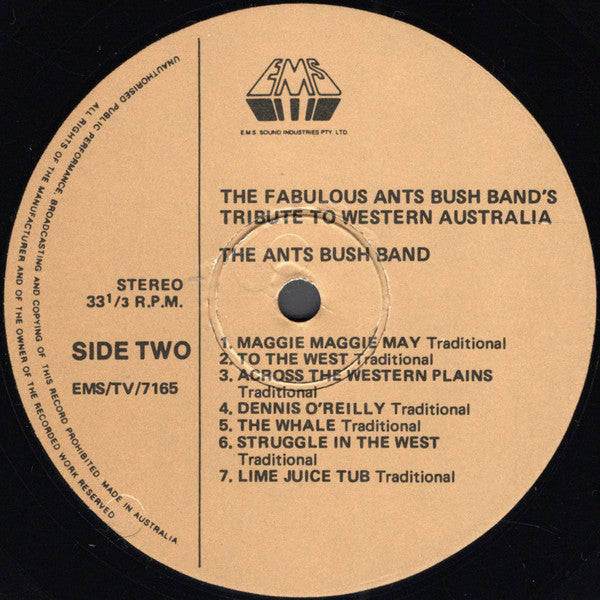 EMS
E.M.S. SOUND INDUSTRIES PTY. LTD.
THE FABULOUS ANTS BUSH BAND'S
TRIBUTE TO WESTERN AUSTRALIA
THE ANTS BUSH BAND
STEREO
33 1/3 R.P.M.
SIDE TWO
EMS/TV/7165
1. MAGGIE MAGGIE MAY Traditional
2. TO THE WEST Traditional
3. ACROSS THE WESTERN PLAINS
Traditional
4. DENNIS O'REILLY Traditional
5. THE WHALE Traditional
6. STRUGGLE IN THE WEST
Traditional
7. LIME JUICE TUB Traditional
UNAUTHORISED PUBLIC PERFORMANCE, BROADCASTING AND COPYING OF THIS RECORD PROHIBITED MADE IN AUSTRALIA
ALL RIGHTS OF THE MANUFACTURER AND OF THE OWNER OF THE RECORDED WORK RESERVED